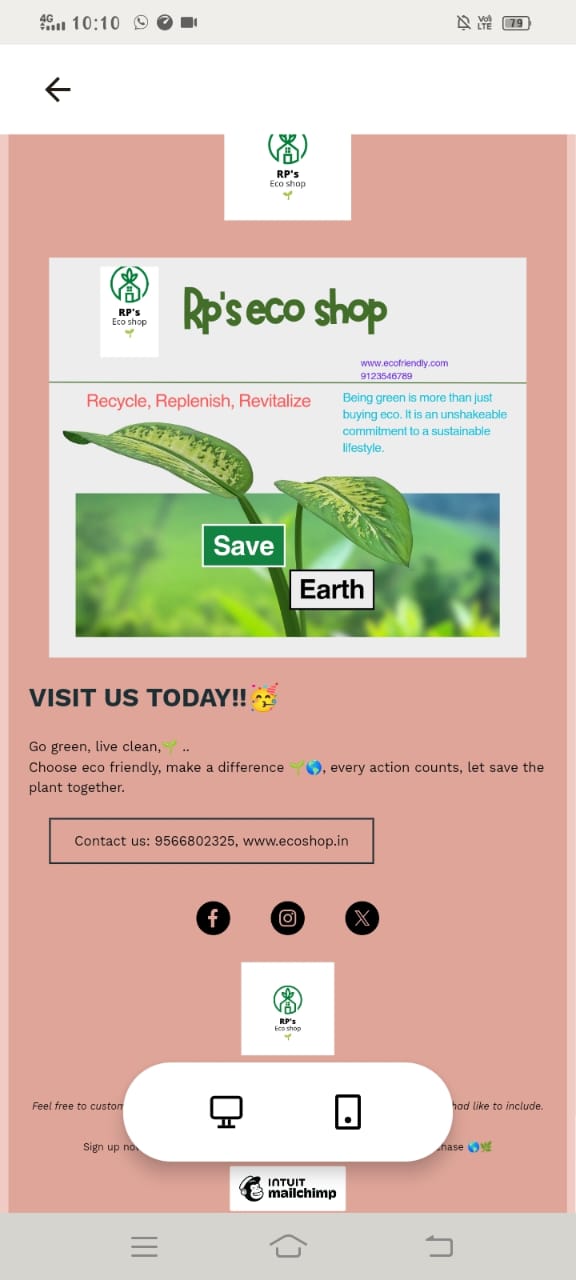 4G 10:10 Vo) LTE 79
RP's
Eco shop
RP's
Eco shop
Rp's eco shop
www.ecofriendly.com
9123546789
Recycle, Replenish, Revitalize
Being green is more than just
buying eco. It is an unshakeable
commitment to a sustainable
lifestyle.
Save
Earth
VISIT US TODAY!!🥳
Go green, live clean,🌱 ..
Choose eco friendly, make a difference 🌱🌎, every action counts, let save the
plant together.
Contact us: 9566802325, www.ecoshop.in
RP's
Eco shop
Feel free to custom had like to include.
Sign up no hase 🌎🌿
INTUIT
mailchimp